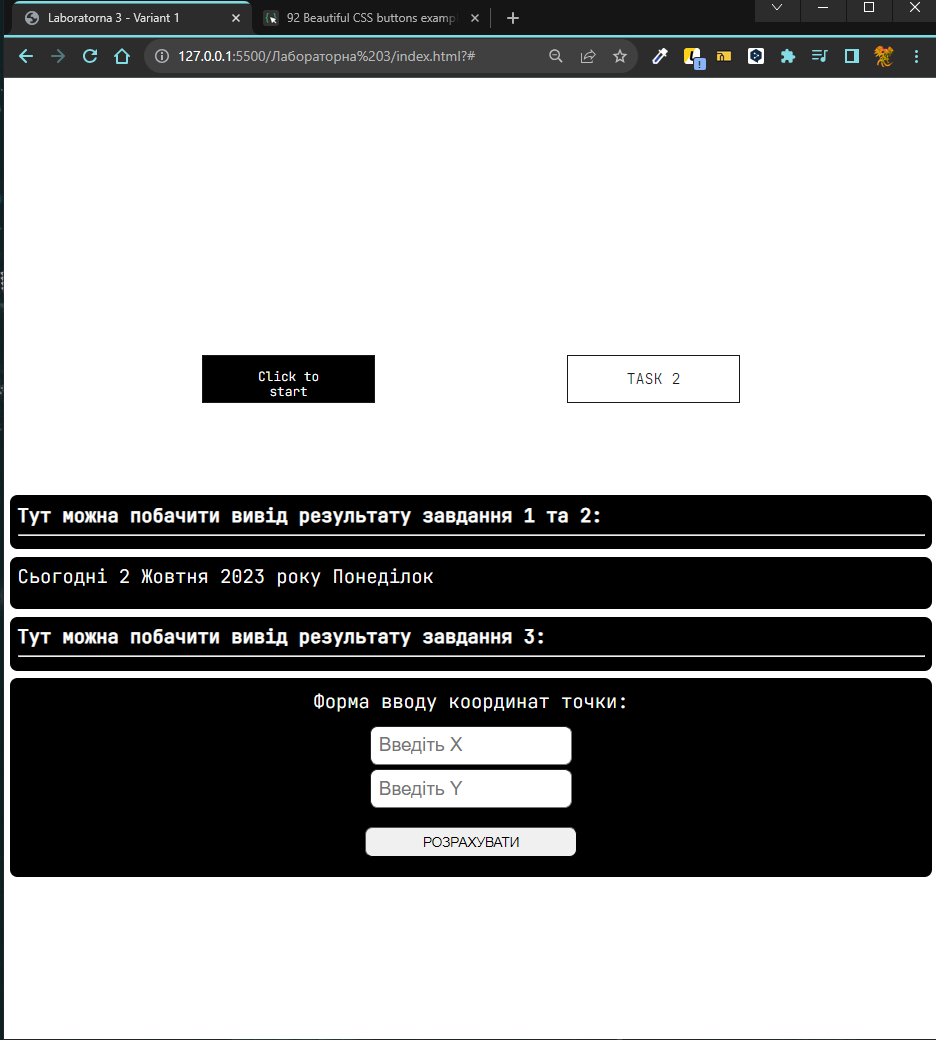 Laboratorna 3 - Variant 1
92 Beautiful CSS buttons examp
127.0.0.1:5500/Лабораторна%203/index.html?#
Click to
start
TASK 2
Тут можна побачити вивід результату завдання 1 та 2:
Сьогодні 2 Жовтня 2023 року Понеділок
Тут можна побачити вивід результату завдання 3:
Форма вводу координат точки:
Введіть X
Введіть Y
РОЗРАХУВАТИ